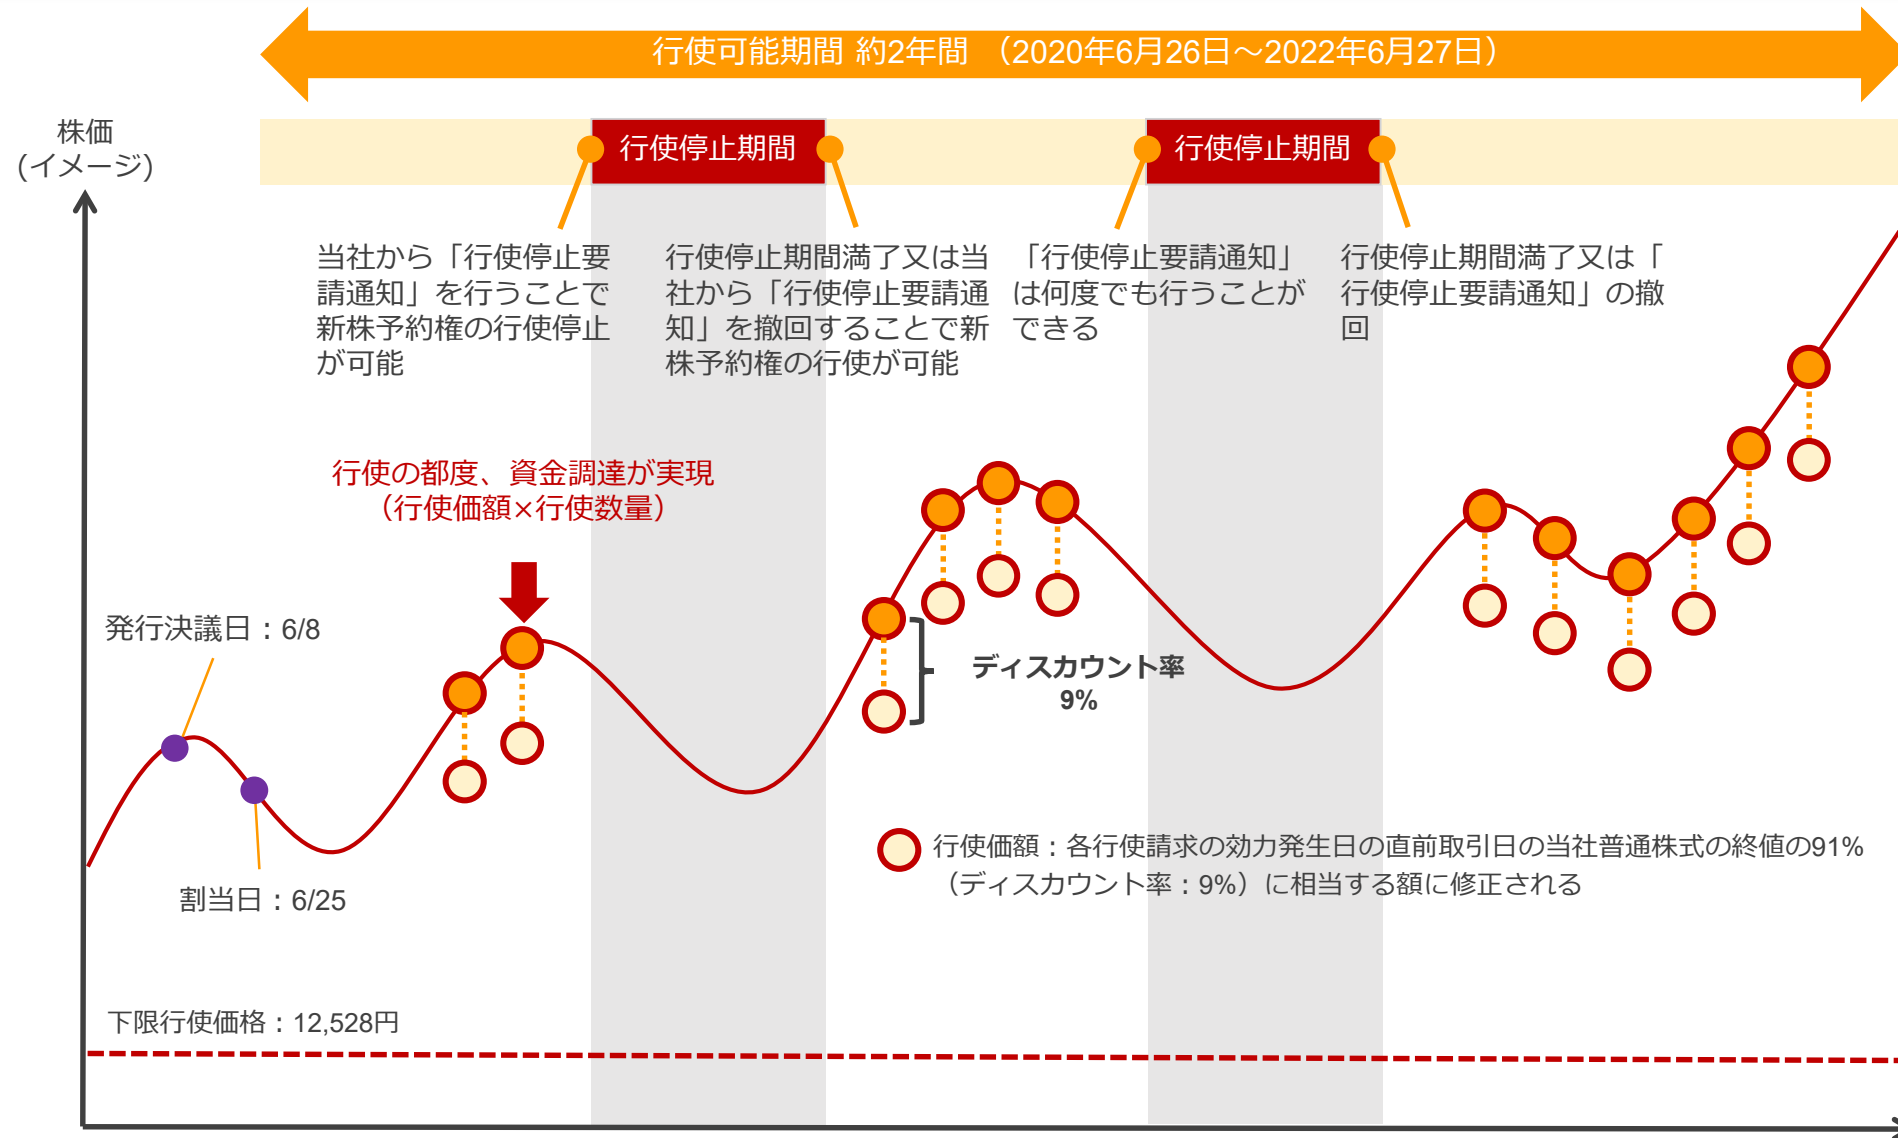 行使可能期間 約2年間 （2020年6月26日～2022年6月27日）
株価
（イメージ）
行使停止期間
行使停止期間
当社から「行使停止要
請通知」を行うことで
新株予約権の行使停止
が可能
行使停止期間満了又は当
社から「行使停止要請通
知」を撤回することで新
株予約権の行使が可能
「行使停止要請通知」
は何度でも行うことが
できる
行使停止期間満了又は「
行使停止要請通知」の撤
回
行使の都度、資金調達が実現
（行使価額×行使数量）
発行決議日：6/8
ディスカウント率
9%
割当日：6/25
行使価額：各行使請求の効力発生日の直前取引日の当社普通株式の終値の91%
（ディスカウント率：9%）に相当する額に修正される
下限行使価格：12,528円